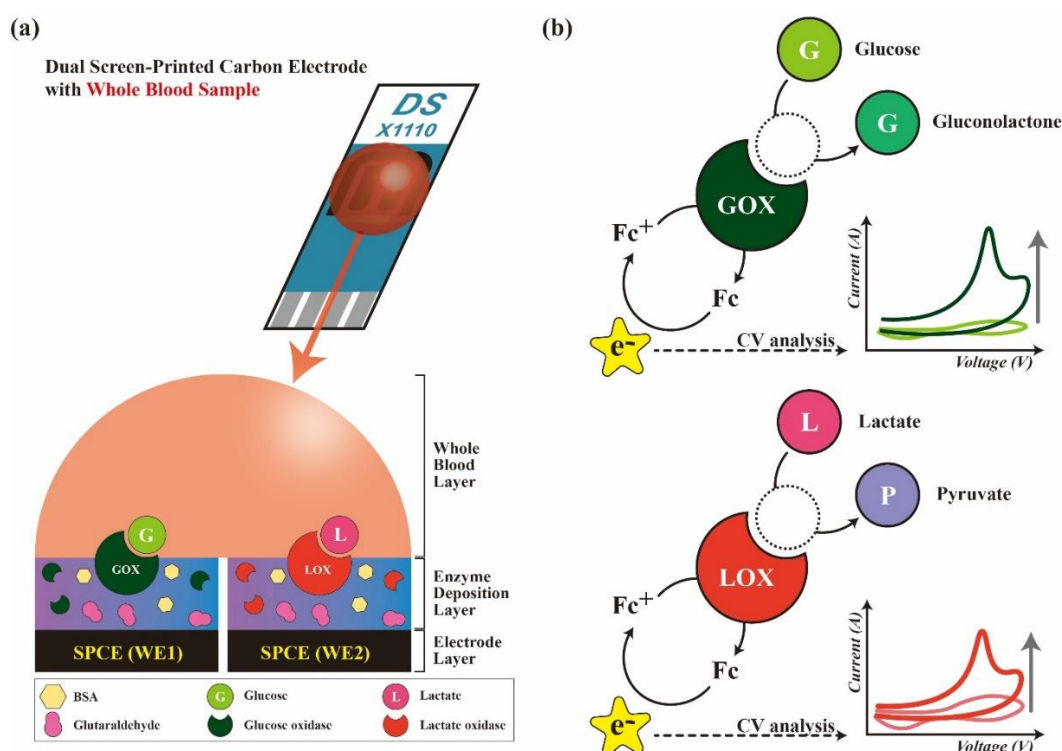 (a)
Dual Screen-Printed Carbon Electrode
with Whole Blood Sample
DS
X1110
Whole
Blood
Layer
G
L
GOX
LOX
Enzyme
Deposition
Layer
SPCE (WE1)
SPCE (WE2)
Electrode
Layer
BSA
G
Glucose
L
Lactate
Glutaraldehyde
Glucose oxidase
Lactate oxidase
(b)
G
Glucose
G
Gluconolactone
GOX
Fc+
Fc
e-
CV analysis
Current (A)
Voltage (V)
L
Lactate
P
Pyruvate
LOX
Fc+
Fc
e-
CV analysis
Current (A)
Voltage (V)